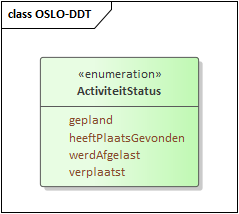 class OSLO-DDT
«enumeration»
ActiviteitStatus
gepland
heeftPlaatsGevonden
werdAfgelast
verplaatst